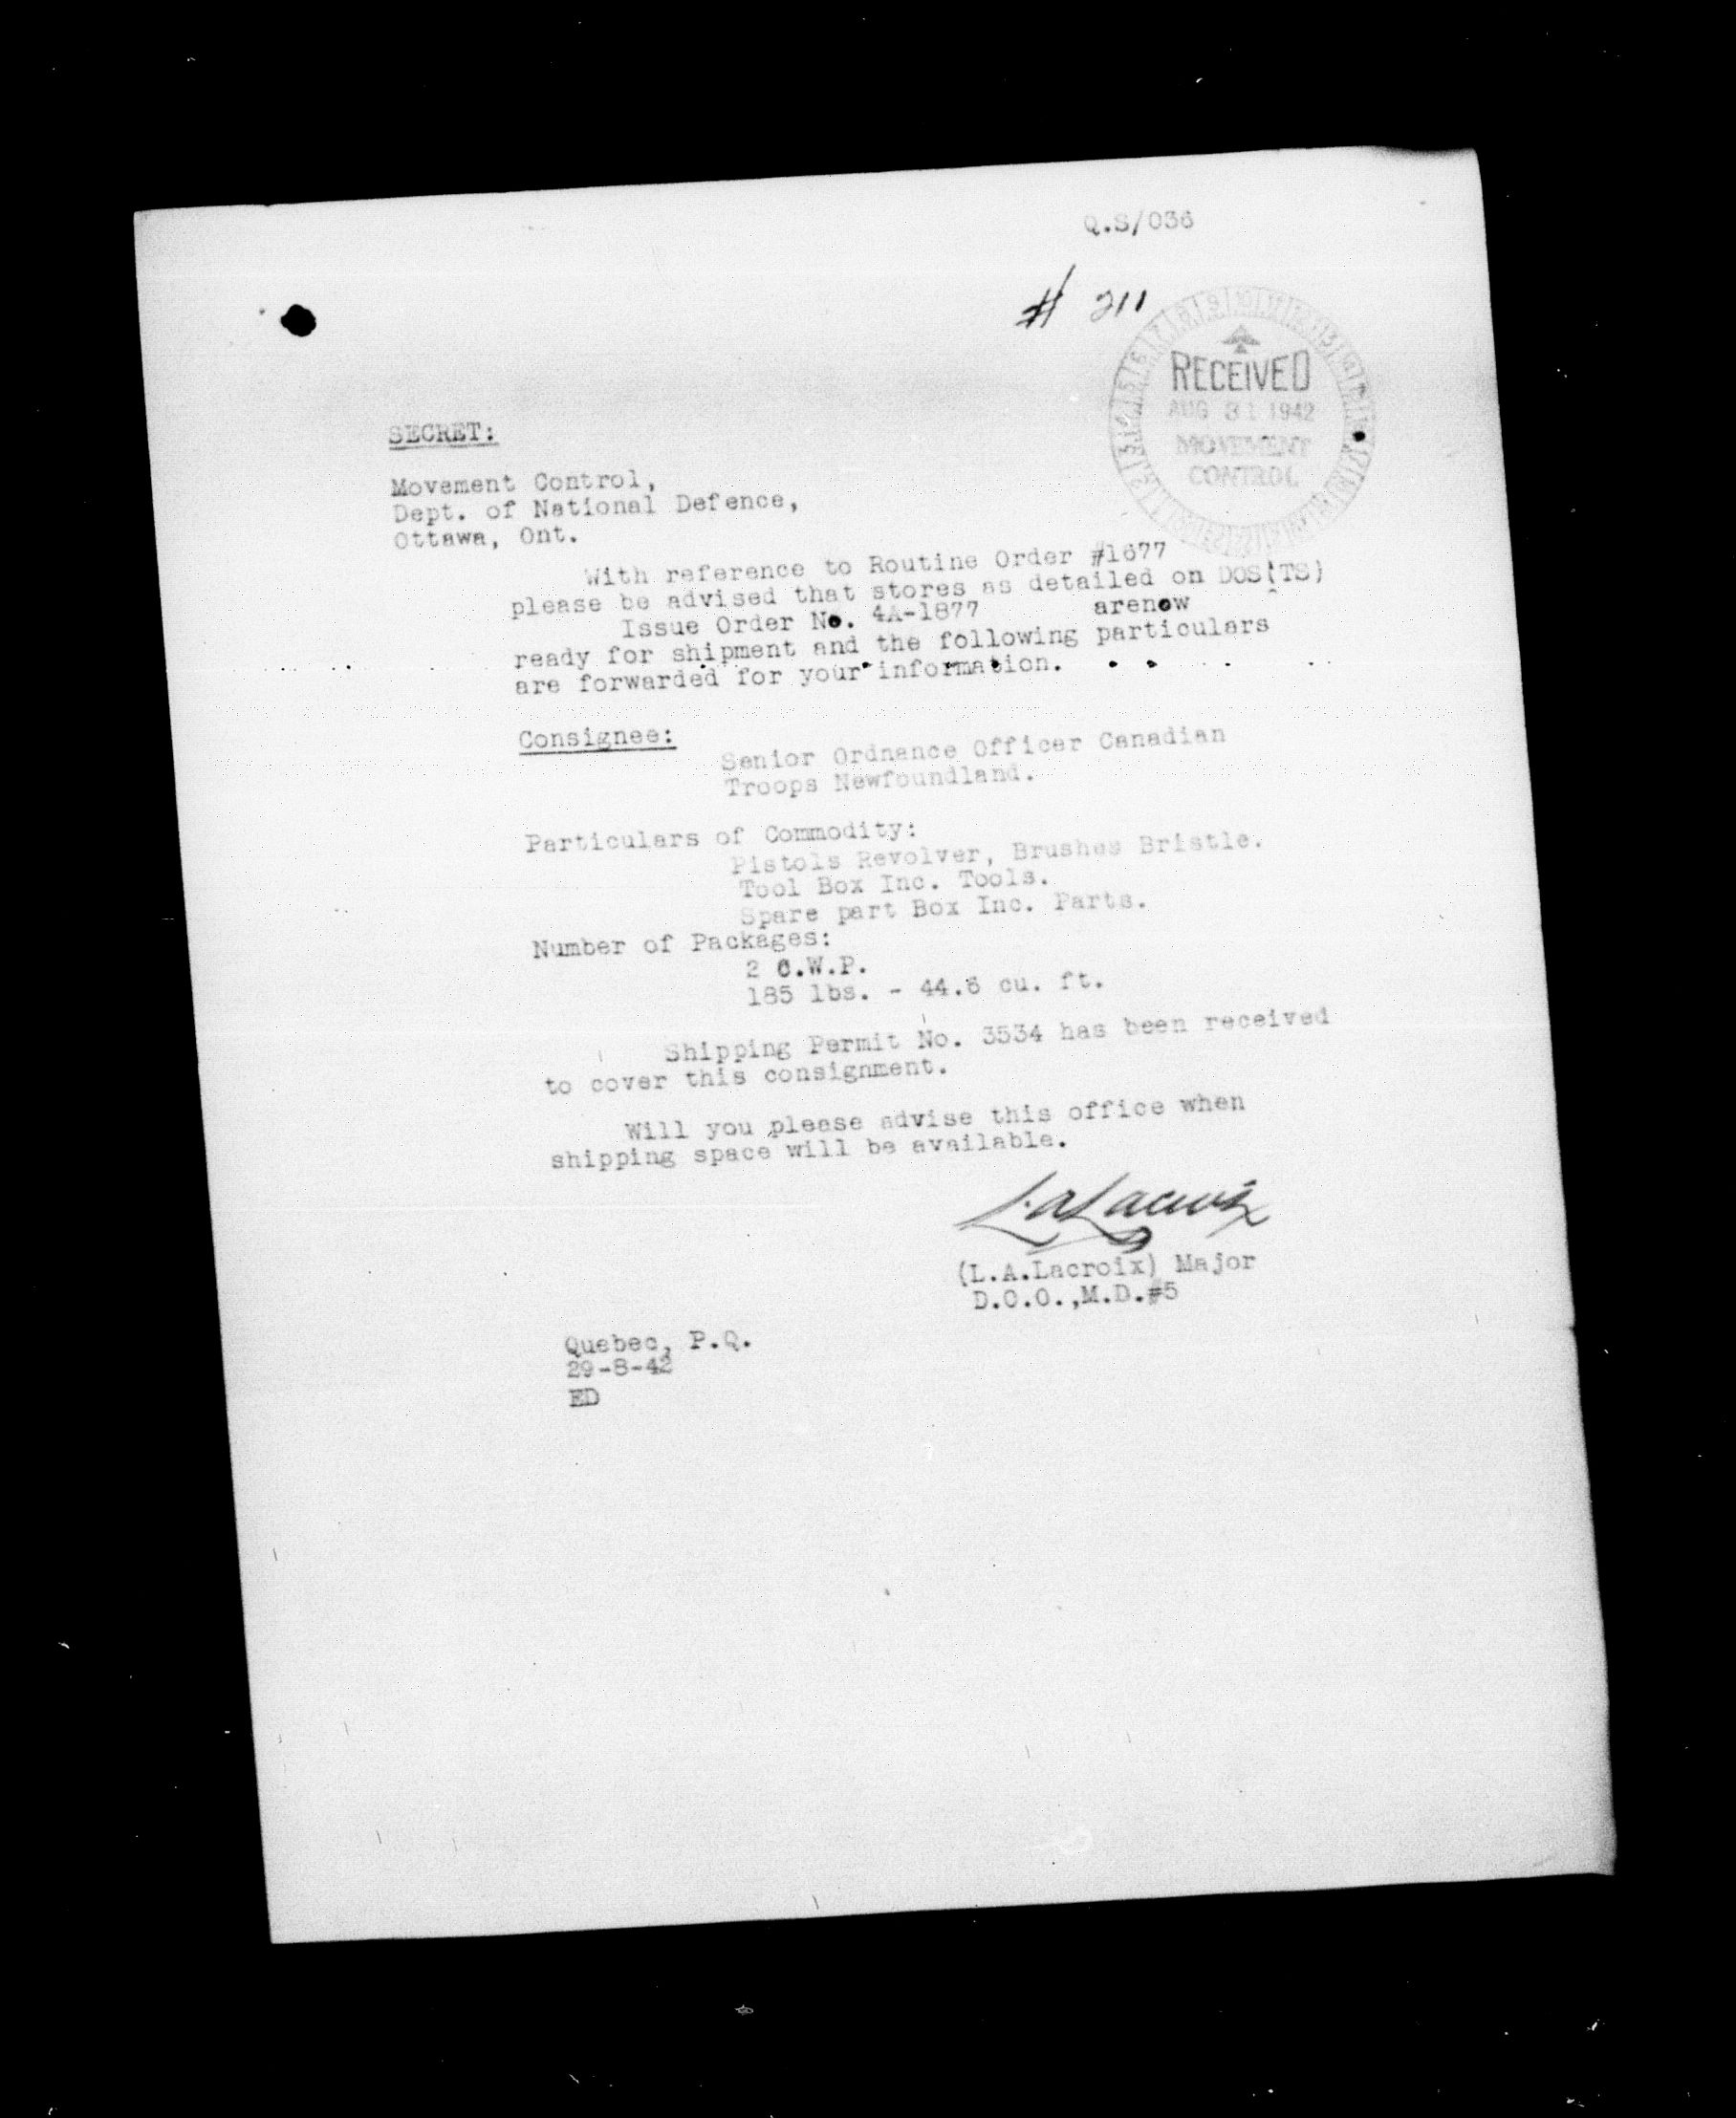 Q.S/036
# 211
RECEIVED
AUG 31 1942
MOVEMENT
CONTROL
SECRET:
Movement Control,
Dept. of National Defence,
Ottawa, Ont.
With reference to Routine Order #1677
please be advised that stores as detailed on DOS(TS)
Issue Order No. 4A-1877 arenow
ready for shipment and the following particulars
are forwarded for your information.
Consignee:
Senior Ordnance Officer Canadian
Troops Newfoundland.
Particulars of Commodity:
Pistols Revolver, Brushes Bristle.
Tool Box Inc. Tools.
Spare part Box Inc. Parts.
Number of Packages:
2 C.W.P.
185 lbs. - 44.6 cu. ft.
Shipping Permit No. 3534 has been received
to cover this consignment.
Will you please advise this office when
shipping space will be available.
L.A. Lacroix
(L.A.Lacroix) Major
D.O.O.,M.D.#5
Quebec, P.Q.
29-8-42
ED